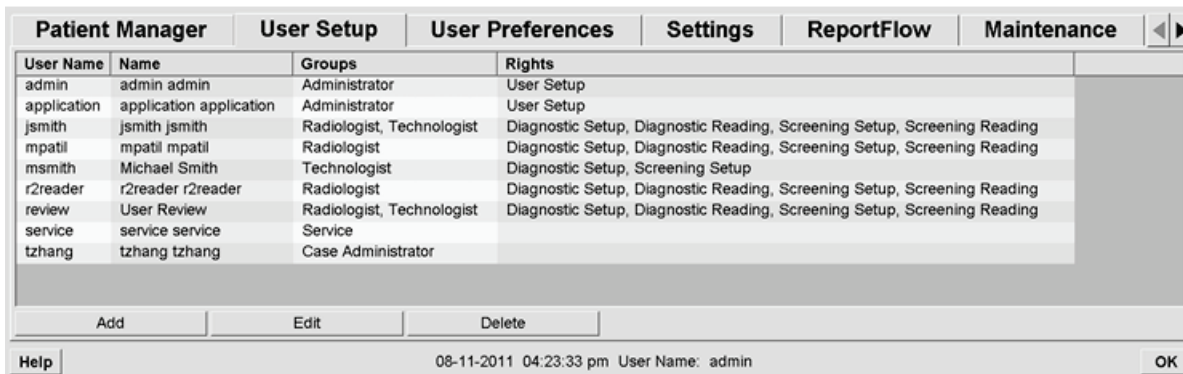 Patient Manager User Setup User Preferences Settings ReportFlow Maintenance
User Name Name Groups Rights
admin admin admin Administrator User Setup
application application application Administrator User Setup
jsmith jsmith jsmith Radiologist, Technologist Diagnostic Setup, Diagnostic Reading, Screening Setup, Screening Reading
mpatil mpatil mpatil Radiologist Diagnostic Setup, Diagnostic Reading, Screening Setup, Screening Reading
msmith Michael Smith Technologist Diagnostic Setup, Screening Setup
r2reader r2reader r2reader Radiologist Diagnostic Setup, Diagnostic Reading, Screening Setup, Screening Reading
review User Review Radiologist, Technologist Diagnostic Setup, Diagnostic Reading, Screening Setup, Screening Reading
service service service Service
tzhang tzhang tzhang Case Administrator
Add Edit Delete
Help 08-11-2011 04:23:33 pm User Name: admin OK